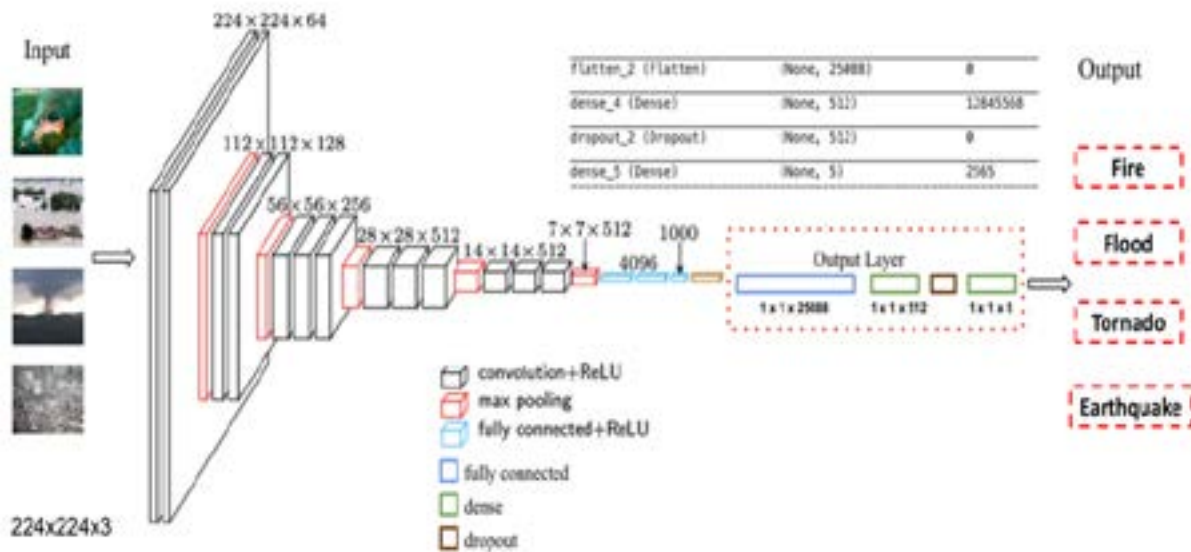 Input
224×224×64
112×112×128
56×56×256
28×28×512
14×14×512
7×7×512
4096
1000
flatten_2 (Flatten) (None, 25088) 0
dense_4 (Dense) (None, 512) 12845568
dropout_2 (Dropout) (None, 512) 0
dense_5 (Dense) (None, 5) 2565
Output Layer
1 x 1 x 25088
1 x 1 x 512
1 x 1 x 5
Output
Fire
Flood
Tornado
Earthquake
convolution+ReLU
max pooling
fully connected+ReLU
fully connected
dense
dropout
224x224x3